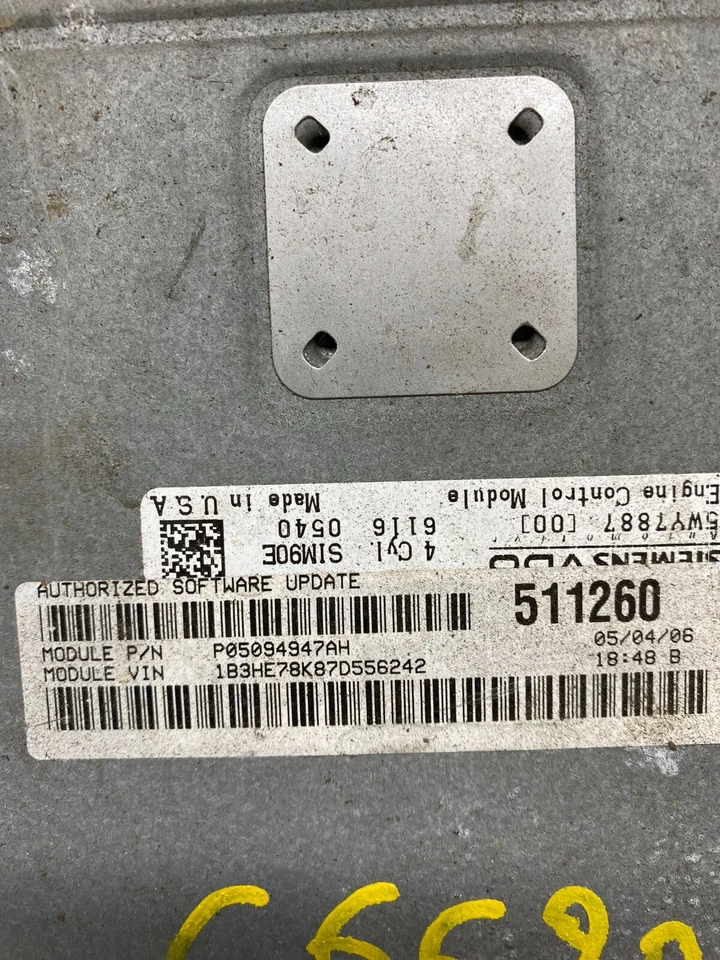 SIEMENS VDO
5WY7887 [00]
Engine Control Module
4 Cyl. SIM90E
6116 0540
Made in U.S.A
AUTHORIZED SOFTWARE UPDATE
511260
MODULE P/N P05094947AH
05/04/06
MODULE VIN 1B3HE78K87D556242
18:48 B